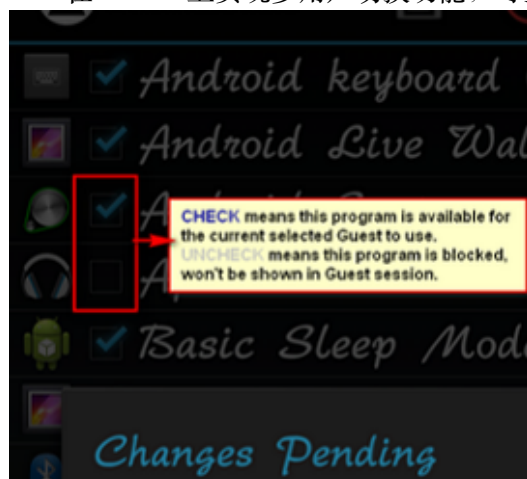 Android keyboard
Android Live Wal
CHECK means this program is available for
the current selected Guest to use.
UNCHECK means this program is blocked,
won't be shown in Guest session.
Basic Sleep Mod
Changes Pending